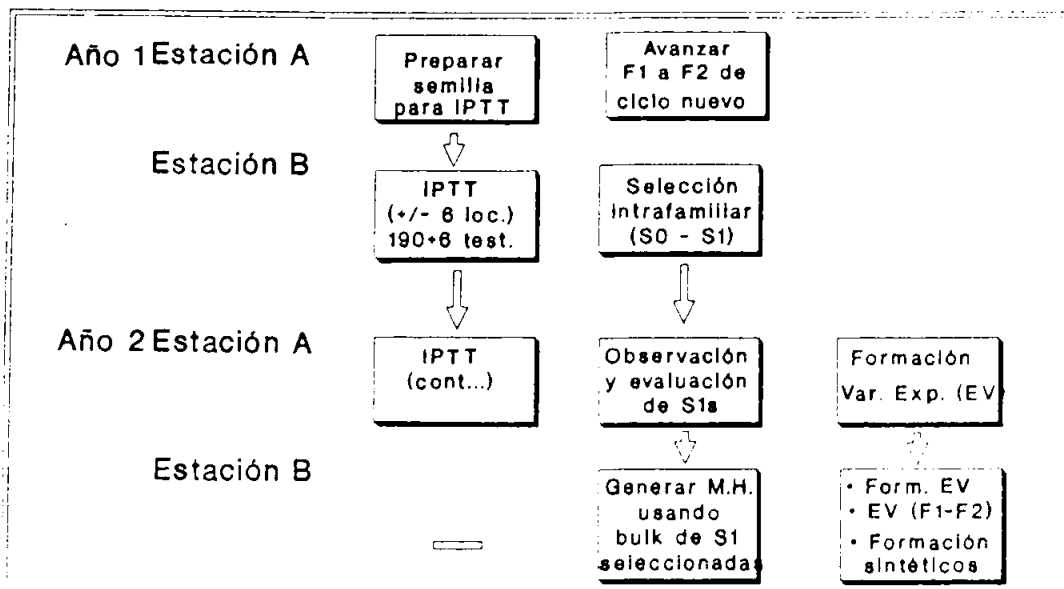 Año 1 Estación A
Preparar
semilla
para IPTT
Avanzar
F1 a F2 de
ciclo nuevo
Estación B
IPTT
(+/- 6 loc.)
190+6 test.
Selección
intrafamiliar
(S0 - S1)
Año 2 Estación A
IPTT
(cont...)
Observación
y evaluación
de S1s
Formación
Var. Exp. (EV)
Estación B
Generar M.H.
usando
bulk de S1
seleccionadas
• Form. EV
• EV (F1-F2)
• Formación
sintéticos